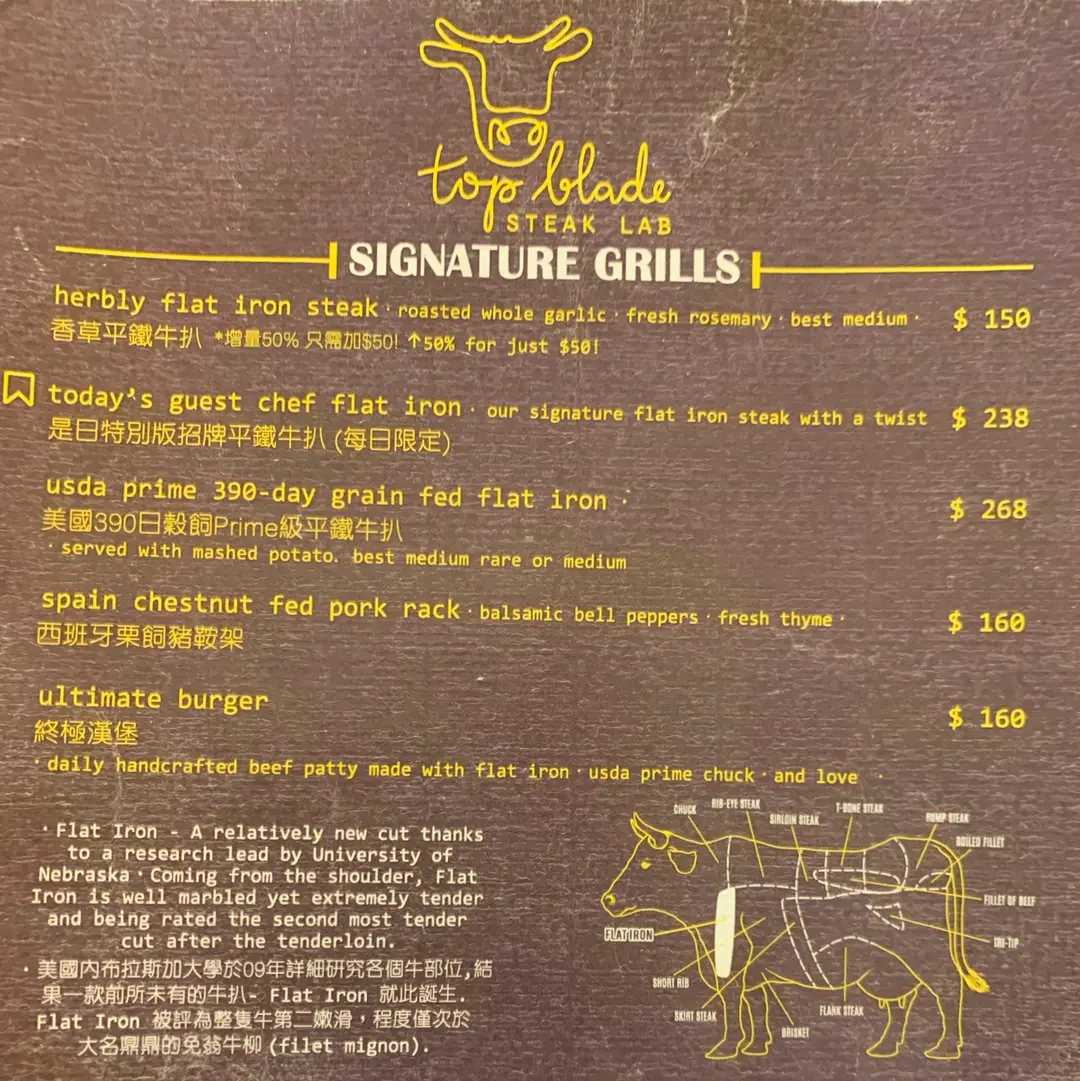 top blade
STEAK LAB
SIGNATURE GRILLS
herbly flat iron steak · roasted whole garlic · fresh rosemary · best medium · $ 150
香草平鐵牛扒 *增量50% 只需加$50! ↑50% for just $50!
today's guest chef flat iron · our signature flat iron steak with a twist $ 238
是日特別版招牌平鐵牛扒 (每日限定)
usda prime 390-day grain fed flat iron · $ 268
美國390日穀飼Prime級平鐵牛扒
· served with mashed potato. best medium rare or medium
spain chestnut fed pork rack · balsamic bell peppers · fresh thyme · $ 160
西班牙栗飼豬鞍架
ultimate burger $ 160
終極漢堡
· daily handcrafted beef patty made with flat iron · usda prime chuck · and love ·
· Flat Iron - A relatively new cut thanks
to a research lead by University of
Nebraska · Coming from the shoulder, Flat
Iron is well marbled yet extremely tender
and being rated the second most tender
cut after the tenderloin.
· 美國內布拉斯加大學於09年詳細研究各個牛部位,結
果一款前所未有的牛扒- Flat Iron 就此誕生.
Flat Iron 被評為整隻牛第二嫩滑，程度僅次於
大名鼎鼎的免翁牛柳 (filet mignon).
CHUCK
RIB-EYE STEAK
SIRLOIN STEAK
T-BONE STEAK
RUMP STEAK
BOILED FILLET
FILLET OF BEEF
TRI-TIP
FLAT IRON
SHORT RIB
SKIRT STEAK
BRISKET
FLANK STEAK